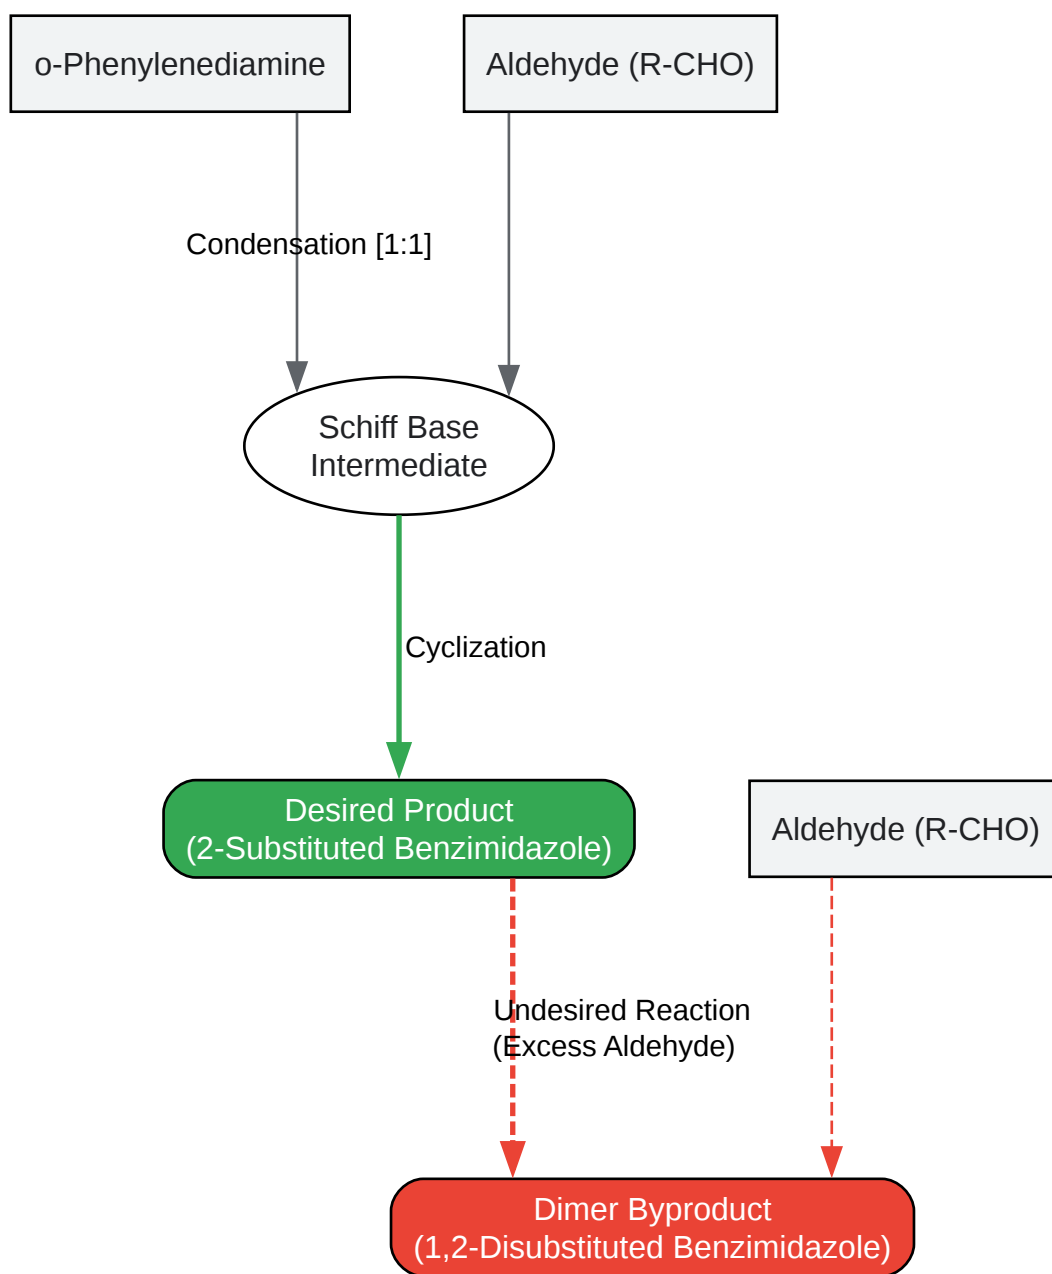 o-Phenylenediamine
Aldehyde (R-CHO)
Condensation [1:1]
Schiff Base
Intermediate
Cyclization
Desired Product
(2-Substituted Benzimidazole)
Aldehyde (R-CHO)
Undesired Reaction
(Excess Aldehyde)
Dimer Byproduct
(1,2-Disubstituted Benzimidazole)